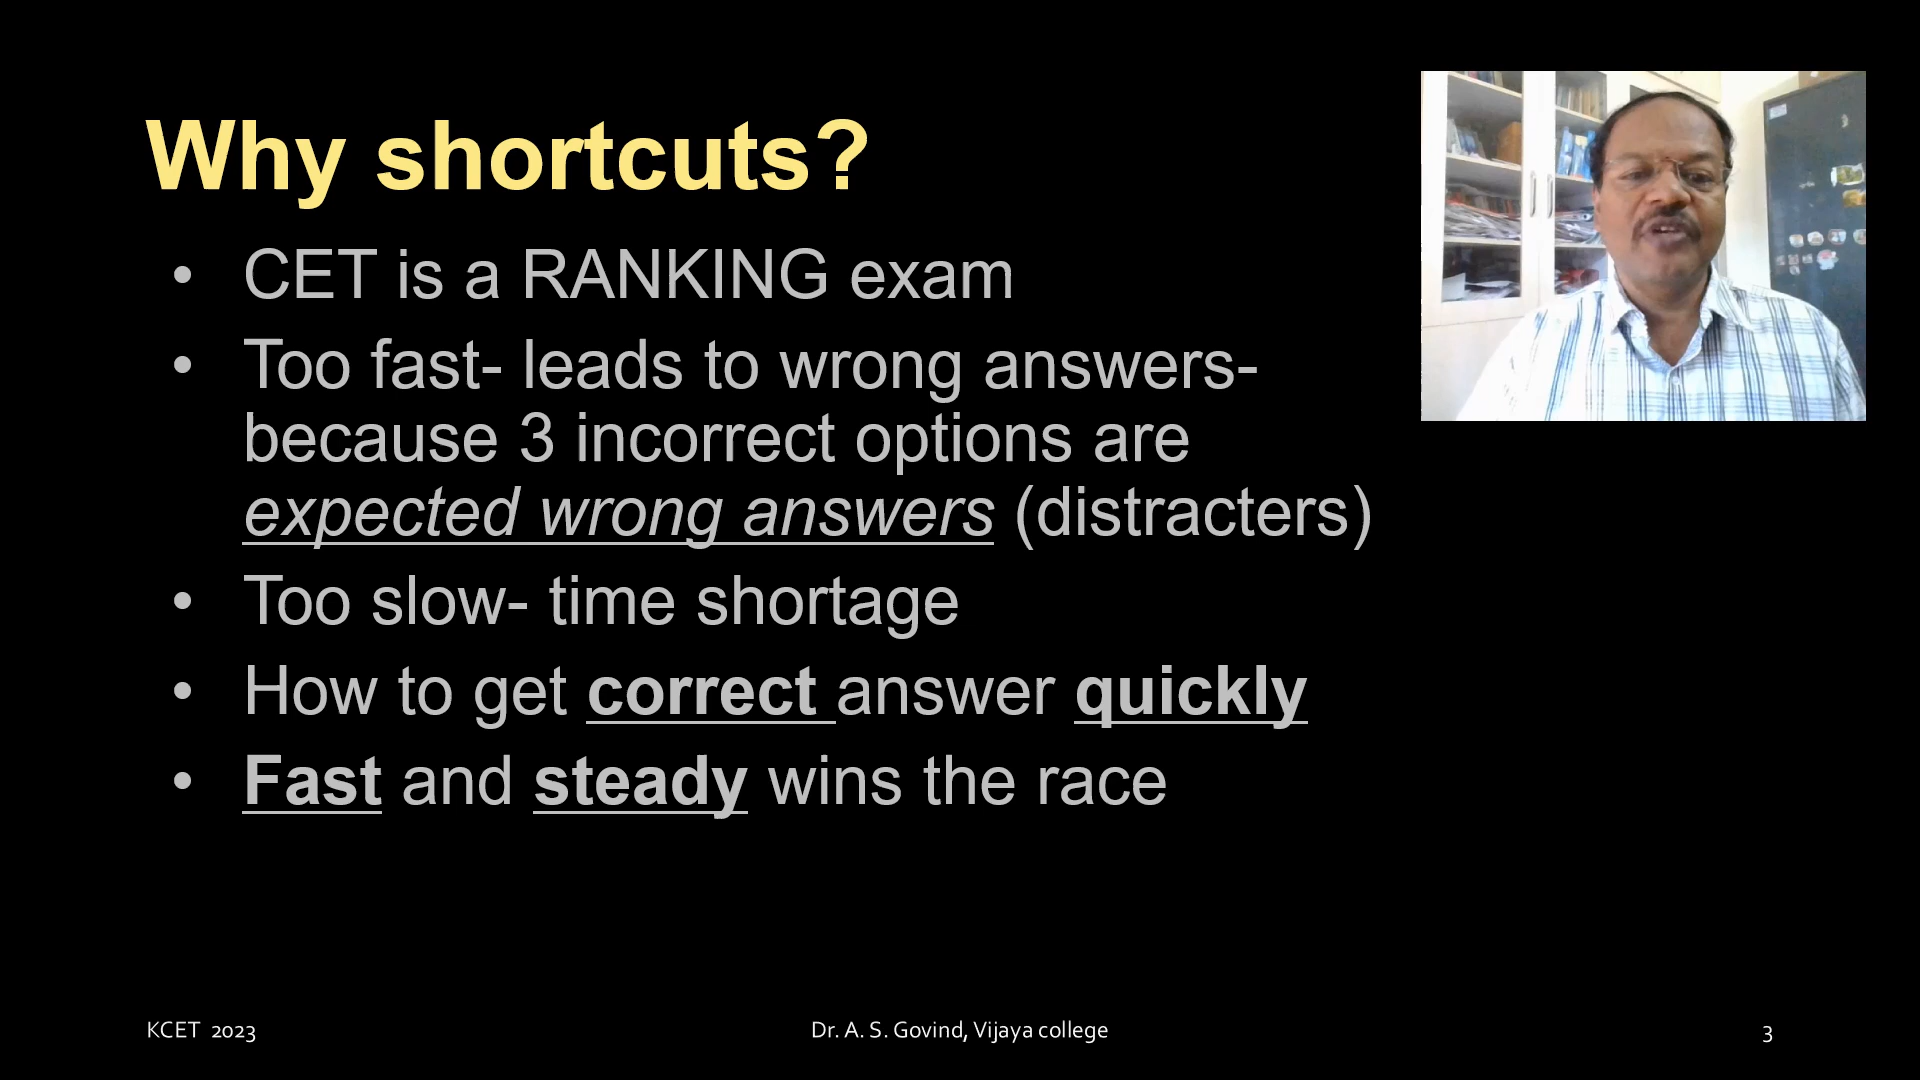 Why shortcuts?
• CET is a RANKING exam
• Too fast- leads to wrong answers-
because 3 incorrect options are
expected wrong answers (distracters)
• Too slow- time shortage
• How to get correct answer quickly
• Fast and steady wins the race
KCET 2023
Dr. A. S. Govind, Vijaya college
3